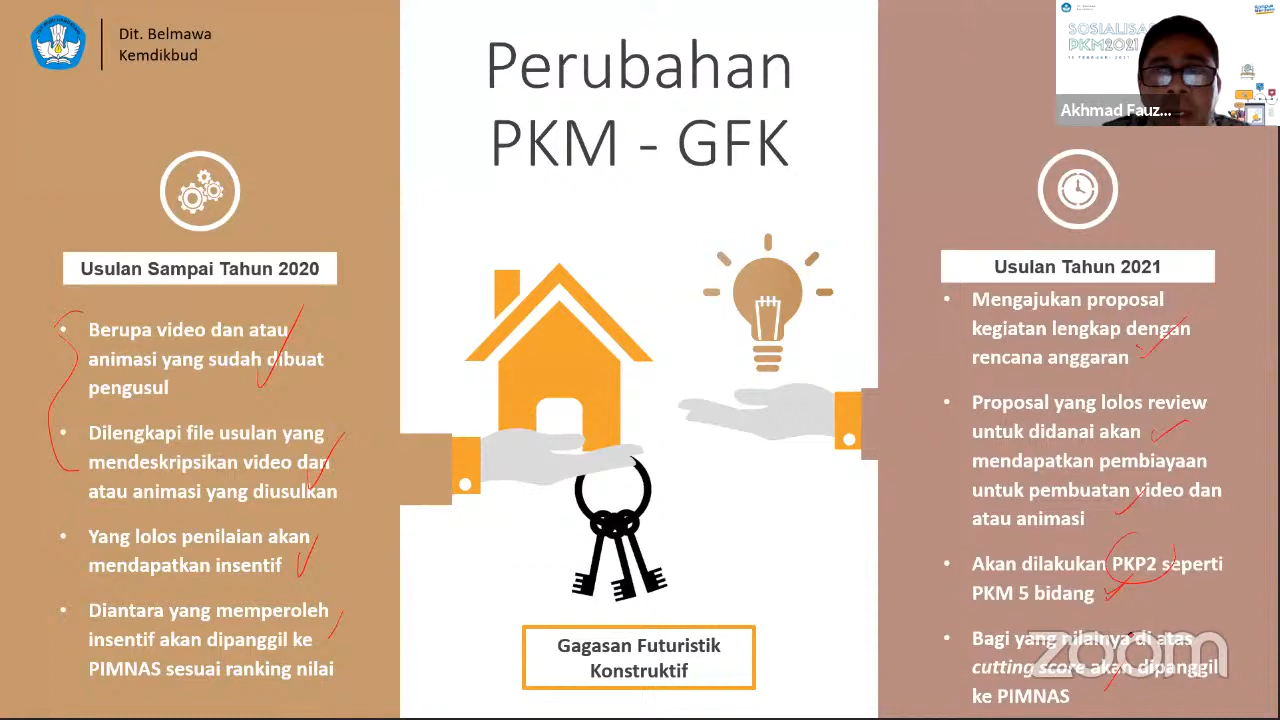 Dit. Belmawa
Kemdikbud
Perubahan
PKM - GFK
SOSIALISASI
PKM2021
Akhmad Fauz...
Usulan Sampai Tahun 2020
• Berupa video dan atau
animasi yang sudah dibuat
pengusul
• Dilengkapi file usulan yang
mendeskripsikan video dan
atau animasi yang diusulkan
• Yang lolos penilaian akan
mendapatkan insentif
• Diantara yang memperoleh
insentif akan dipanggil ke
PIMNAS sesuai ranking nilai
Gagasan Futuristik
Konstruktif
Usulan Tahun 2021
• Mengajukan proposal
kegiatan lengkap dengan
rencana anggaran
• Proposal yang lolos review
untuk didanai akan
mendapatkan pembiayaan
untuk pembuatan video dan
atau animasi
• Akan dilakukan PKP2 seperti
PKM 5 bidang
• Bagi yang nilainya di atas
cutting score akan dipanggil
ke PIMNAS
zoom